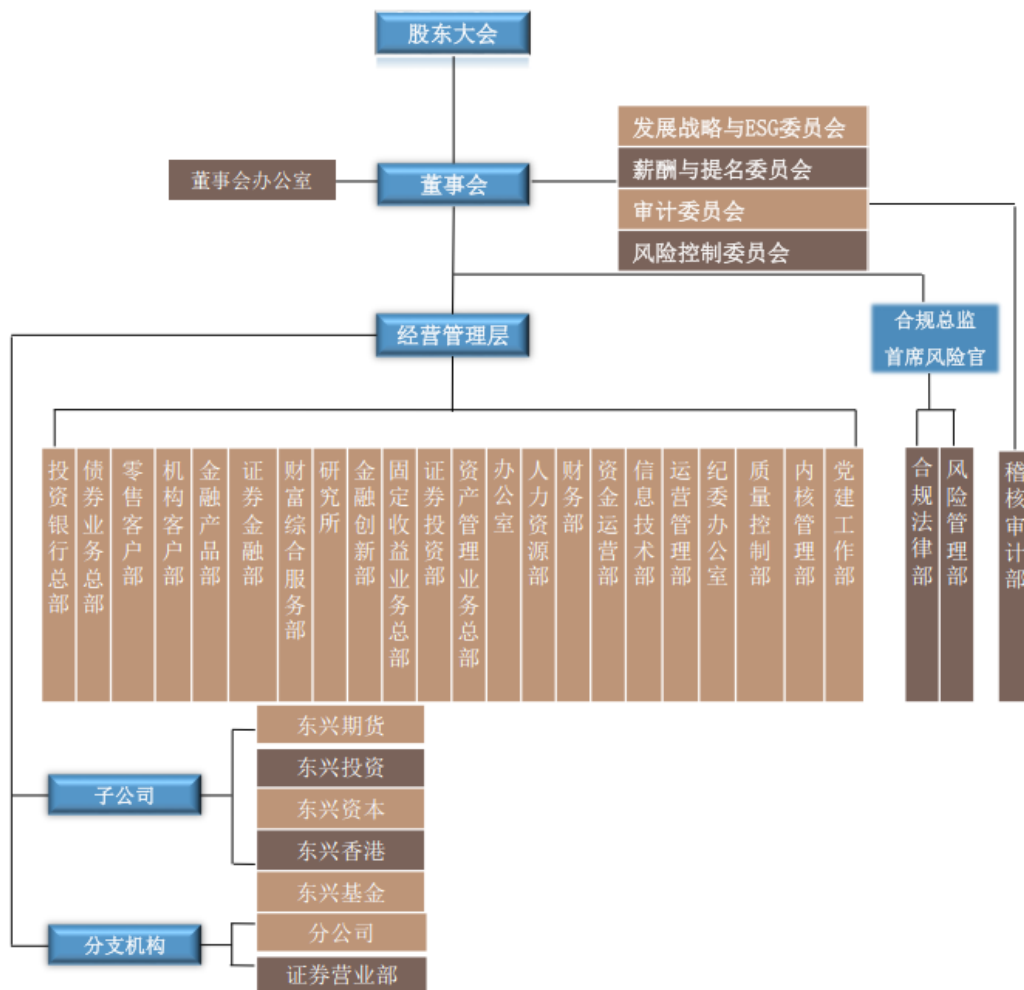 股东大会
发展战略与ESG委员会
董事会办公室
董事会
薪酬与提名委员会
审计委员会
风险控制委员会
经营管理层
合规总监
首席风险官
投资银行总部
债券业务总部
零售客户部
机构客户部
金融产品部
证券金融部
财富综合服务部
研究所
金融创新部
固定收益业务总部
证券投资部
资产管理业务总部
办公室
人力资源部
财务部
资金运营部
信息技术部
运营管理部
纪委办公室
质量控制部
内核管理部
党建工作部
合规法律部
风险管理部
稽核审计部
子公司
东兴期货
东兴投资
东兴资本
东兴香港
东兴基金
分支机构
分公司
证券营业部